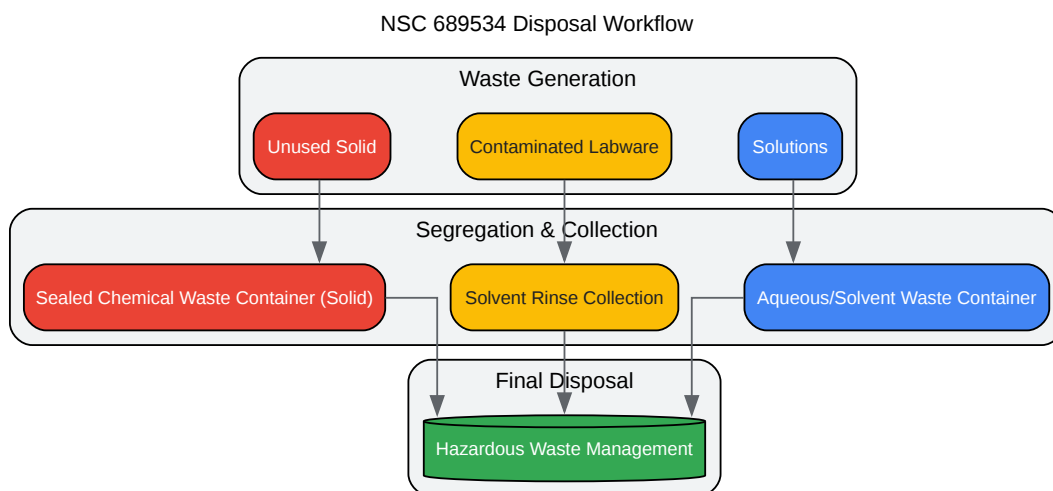 NSC 689534 Disposal Workflow
Waste Generation
Unused Solid
Contaminated Labware
Solutions
Segregation & Collection
Sealed Chemical Waste Container (Solid)
Solvent Rinse Collection
Aqueous/Solvent Waste Container
Final Disposal
Hazardous Waste Management